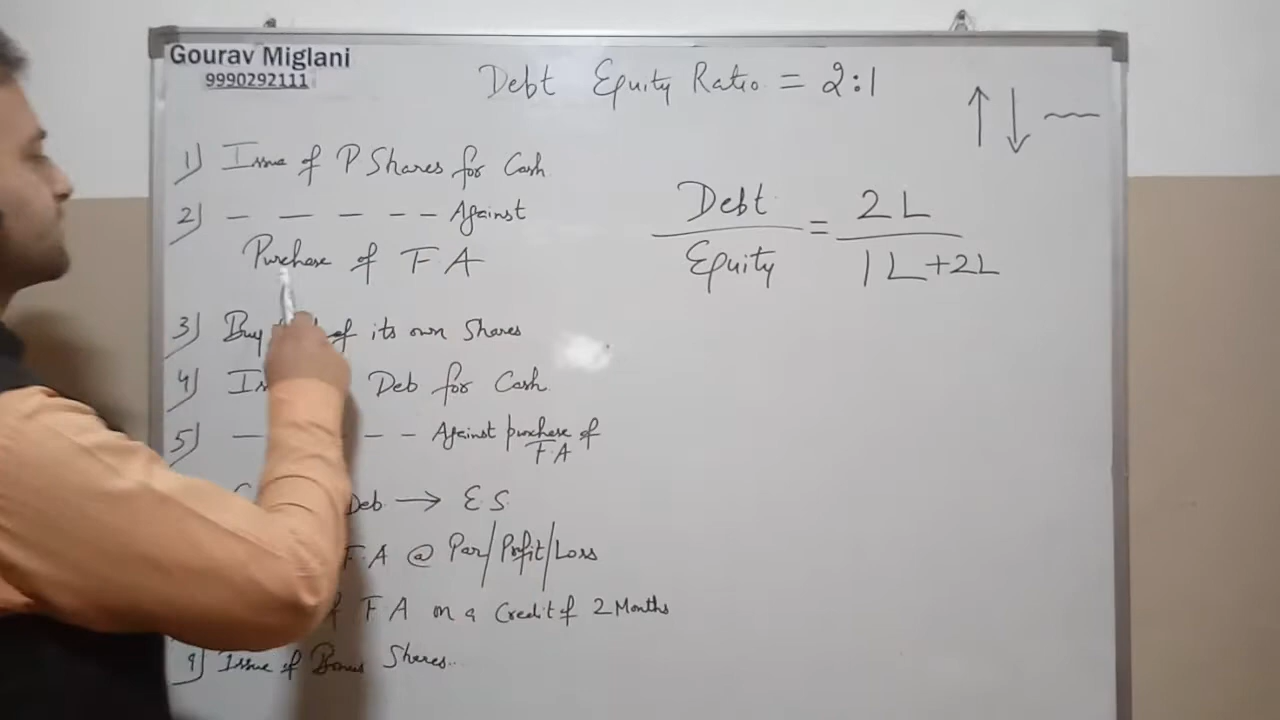 Gourav Miglani
9990292111
Debt Equity Ratio = 2:1
1) Issue of P Shares for Cash
2) — — — — — Against
Purchase of F A
3) Buy of its own Shares
4) Deb for Cash
5) — — — Against purchase of
F.A
Deb. → E.S.
F.A @ Par/Profit/Loss
F A on a Credit of 2 Months
9) Issue of Bonus Shares..
↑ ↓ —
Debt / Equity = 2 L / 1 L + 2L